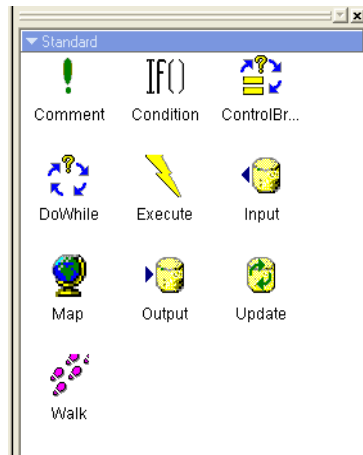 Standard
IF()
Comment Condition ControlBr...
DoWhile Execute Input
Map Output Update
Walk